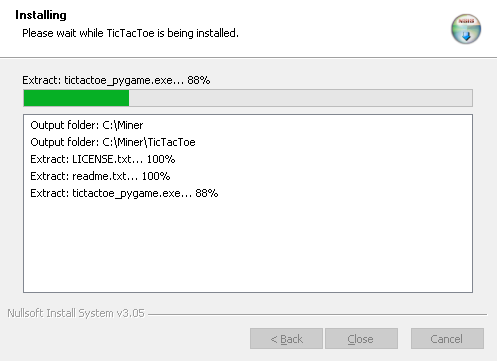 Installing
Please wait while TicTacToe is being installed.
Extract: tictactoe_pygame.exe... 88%
Output folder: C:\Miner
Output folder: C:\Miner\TicTacToe
Extract: LICENSE.txt... 100%
Extract: readme.txt... 100%
Extract: tictactoe_pygame.exe... 88%
Nullsoft Install System v3.05
< Back
Close
Cancel